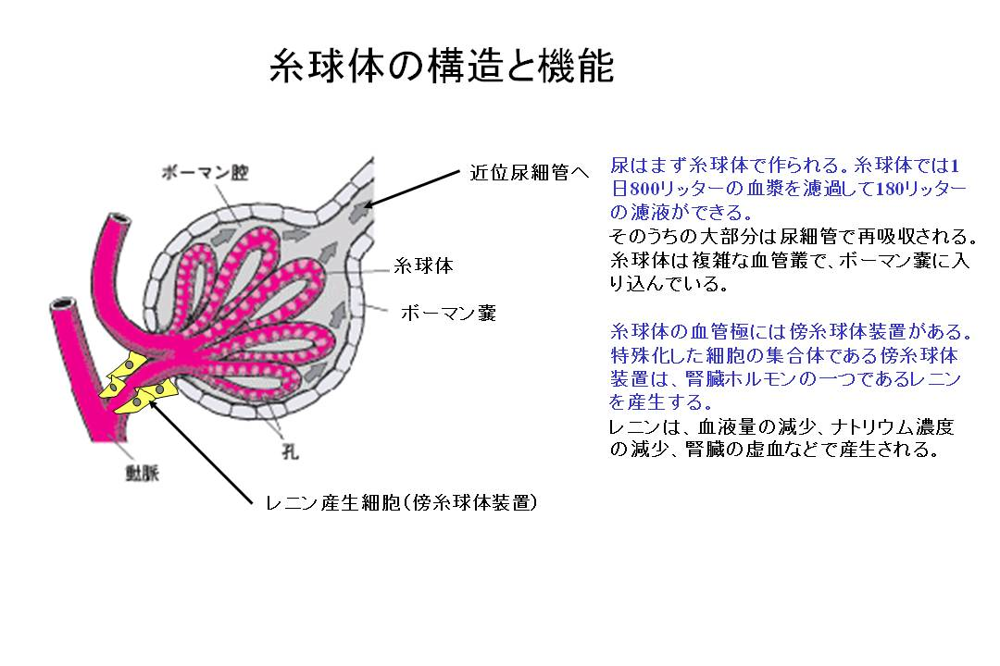 糸球体の構造と機能
ボーマン腔
近位尿細管へ
糸球体
ボーマン嚢
孔
動脈
レニン産生細胞（傍糸球体装置）
尿はまず糸球体で作られる。糸球体では1
日800リッターの血漿を濾過して180リッター
の濾液ができる。
そのうちの大部分は尿細管で再吸収される。
糸球体は複雑な血管叢で、ボーマン嚢に入
り込んでいる。
糸球体の血管極には傍糸球体装置がある。
特殊化した細胞の集合体である傍糸球体
装置は、腎臓ホルモンの一つであるレニン
を産生する。
レニンは、血液量の減少、ナトリウム濃度
の減少、腎臓の虚血などで産生される。